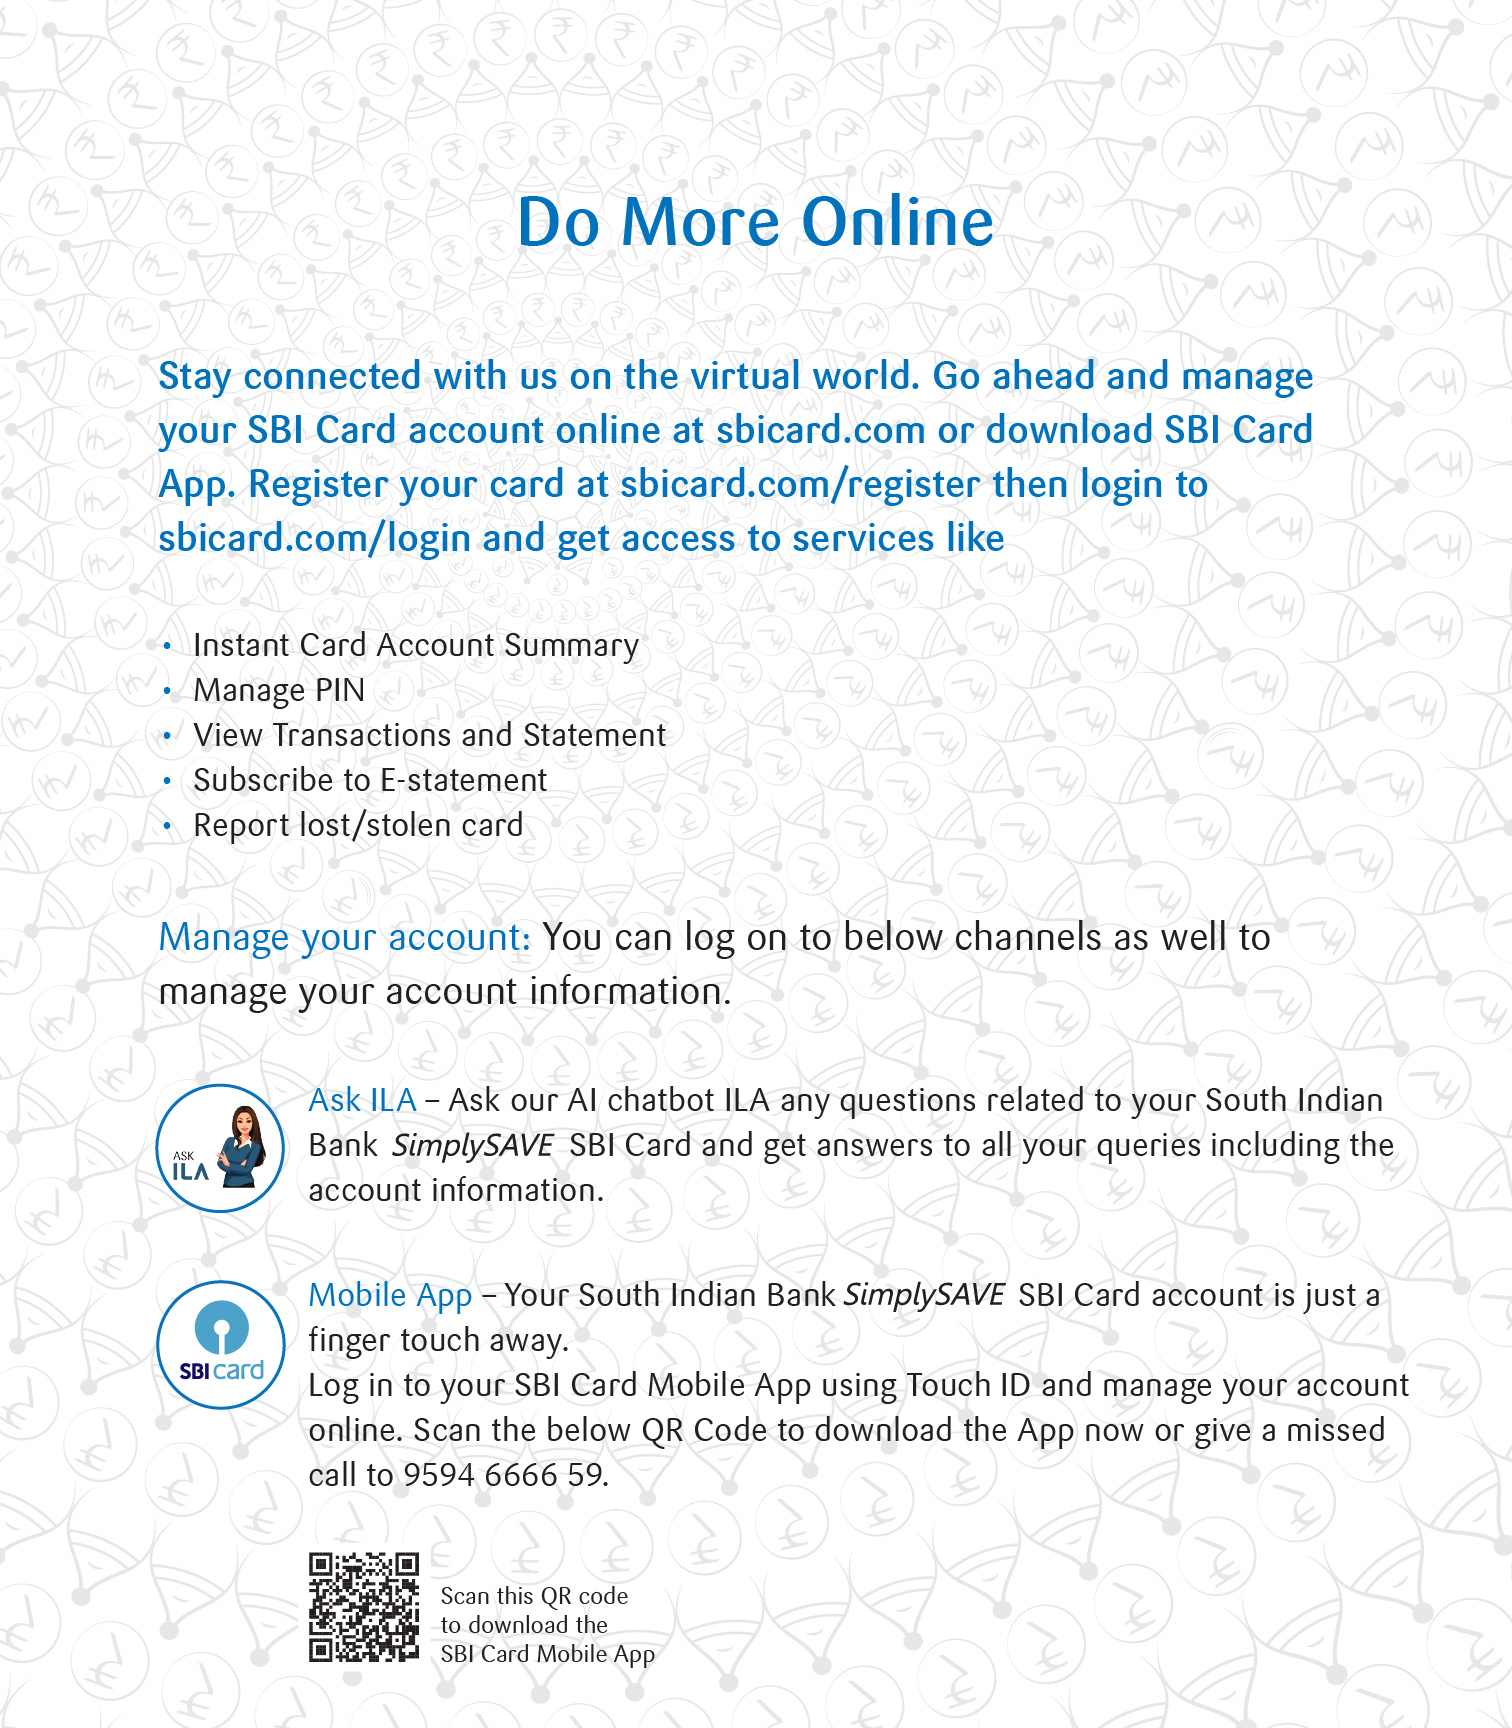 Do More Online
Stay connected with us on the virtual world. Go ahead and manage
your SBI Card account online at sbicard.com or download SBI Card
App. Register your card at sbicard.com/register then login to
sbicard.com/login and get access to services like
• Instant Card Account Summary
• Manage PIN
• View Transactions and Statement
• Subscribe to E-statement
• Report lost/stolen card
Manage your account: You can log on to below channels as well to
manage your account information.
ASK
ILA
Ask ILA – Ask our AI chatbot ILA any questions related to your South Indian
Bank SimplySAVE SBI Card and get answers to all your queries including the
account information.
SBI card
Mobile App – Your South Indian Bank SimplySAVE SBI Card account is just a
finger touch away.
Log in to your SBI Card Mobile App using Touch ID and manage your account
online. Scan the below QR Code to download the App now or give a missed
call to 9594 6666 59.
Scan this QR code
to download the
SBI Card Mobile App